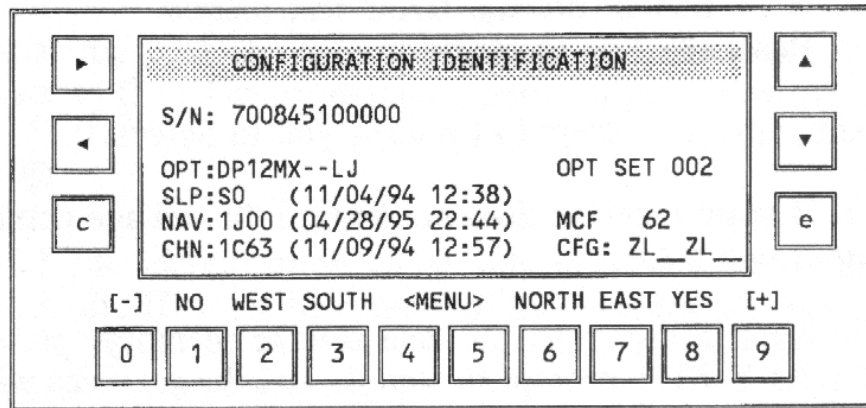 CONFIGURATION IDENTIFICATION
S/N: 700845100000
OPT:DP12MX--LJ OPT SET 002
SLP:S0 (11/04/94 12:38)
NAV:1J00 (04/28/95 22:44) MCF 62
CHN:1C63 (11/09/94 12:57) CFG: ZL__ZL__
c e
[-] NO WEST SOUTH <MENU> NORTH EAST YES [+]
0 1 2 3 4 5 6 7 8 9